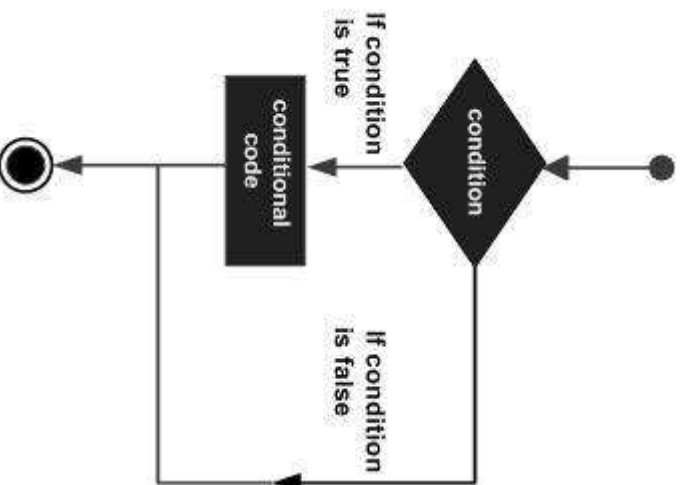 condition
If condition
is true
conditional
code
If condition
is false